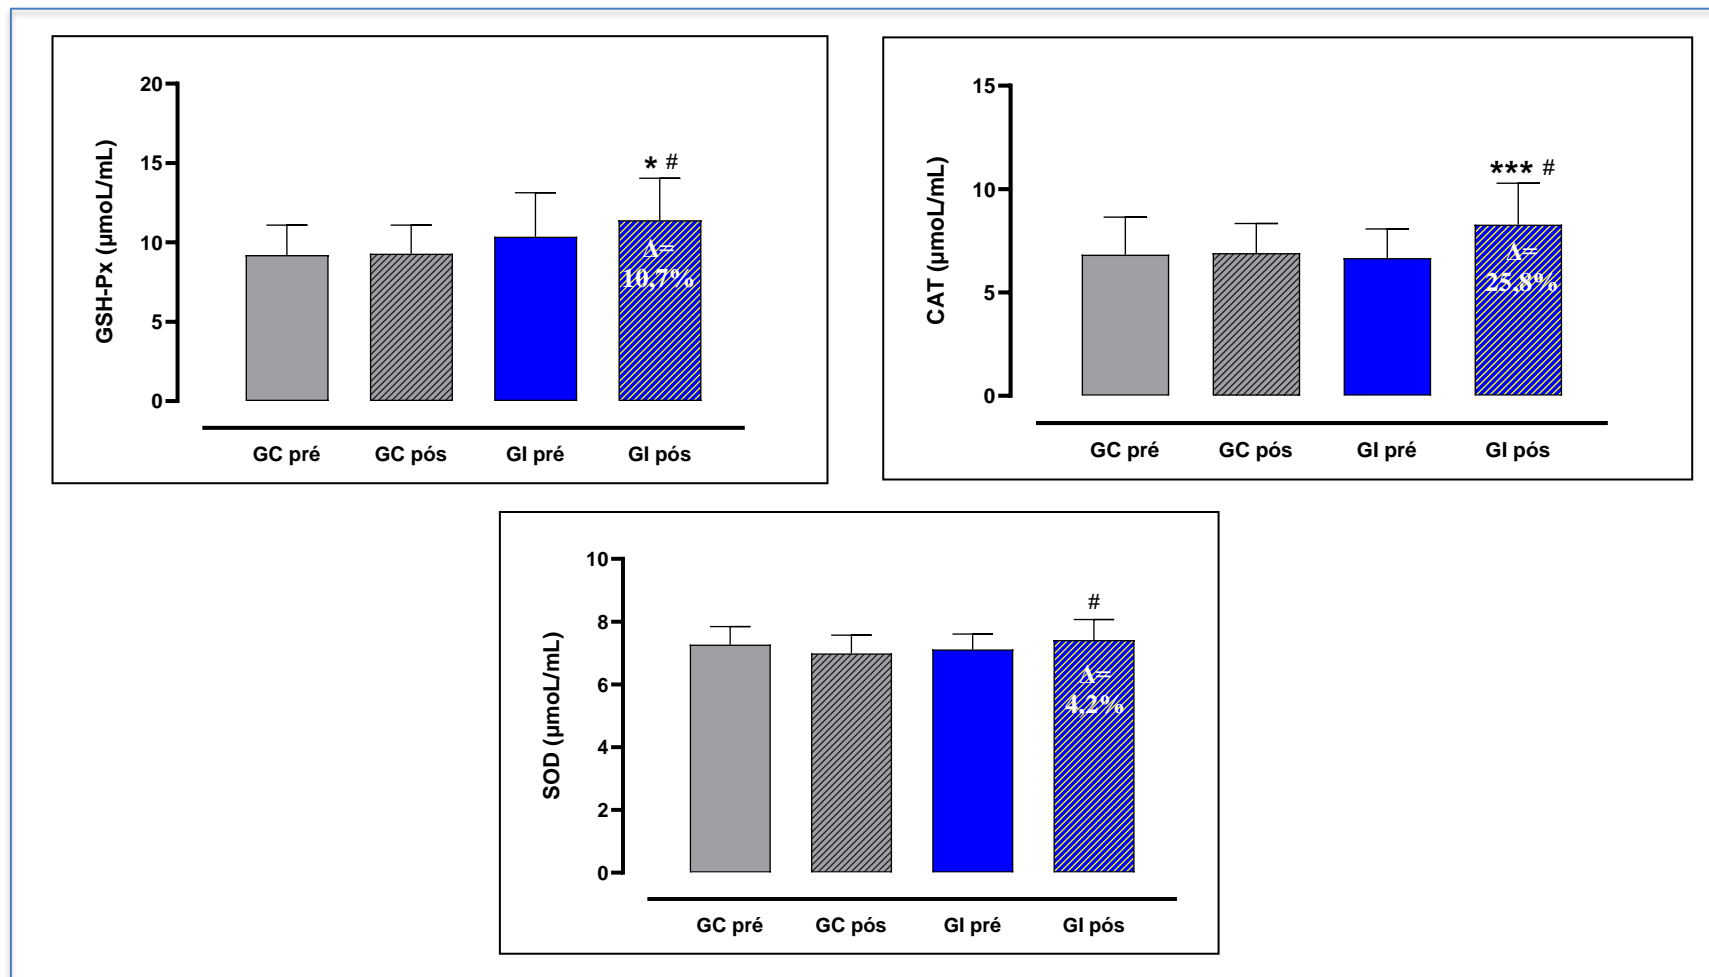 GSH-Px (µmoL/mL)
20
15
10
5
0
* #
Δ=
10,7%
GC pré GC pós GI pré GI pós
CAT (µmoL/mL)
15
10
5
0
*** #
Δ=
25,8%
GC pré GC pós GI pré GI pós
SOD (µmoL/mL)
10
8
6
4
2
0
#
Δ=
4,2%
GC pré GC pós GI pré GI pós